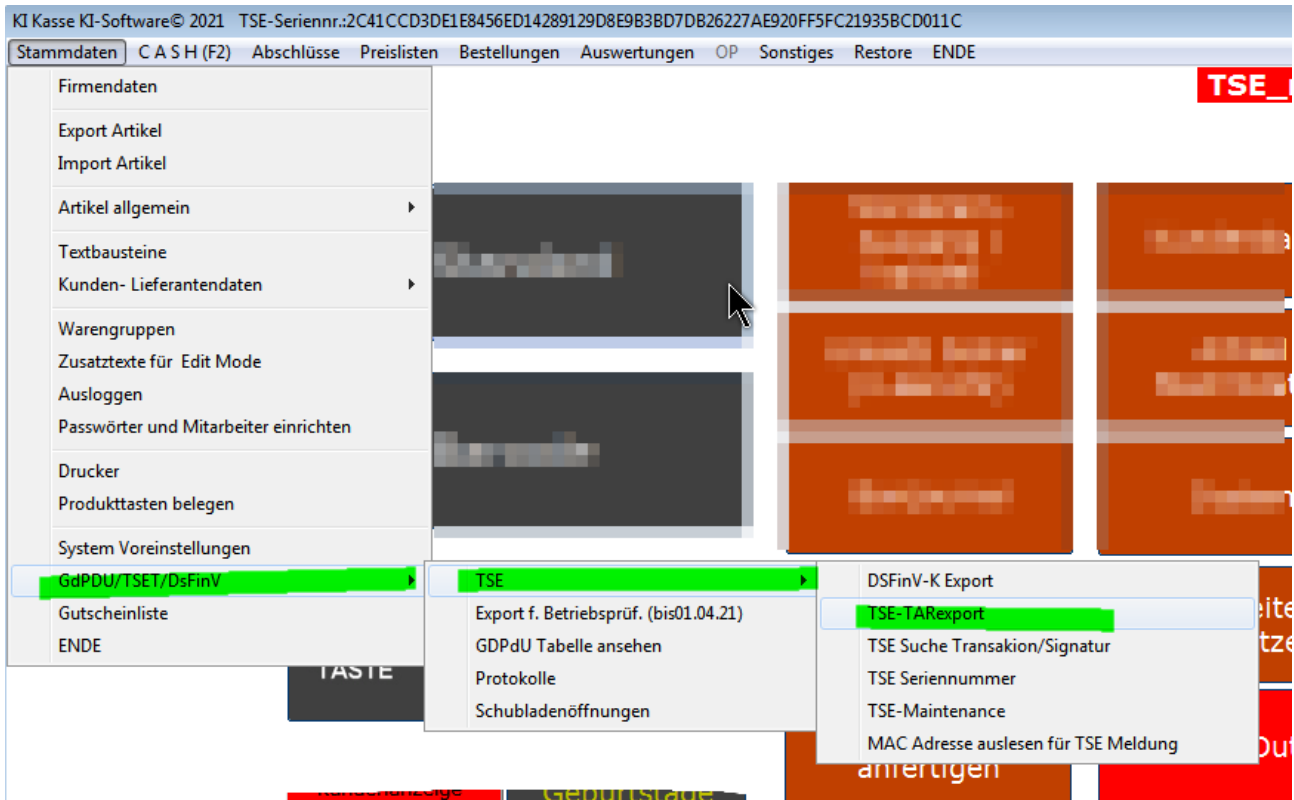 KI Kasse KI-Software© 2021 TSE-Seriennr.:2C41CCD3DE1E8456ED14289129D8E9B3BD7DB26227AE920FF5FC21935BCD011C
Stammdaten C A S H (F2) Abschlüsse Preislisten Bestellungen Auswertungen OP Sonstiges Restore ENDE
Firmendaten
TSE_
Export Artikel
Import Artikel
Artikel allgemein
Textbausteine
Kunden- Lieferantendaten
Warengruppen
Zusatztexte für Edit Mode
Ausloggen
Passwörter und Mitarbeiter einrichten
Drucker
Produkttasten belegen
System Voreinstellungen
GdPDU/TSET/DsFinV
Gutscheinliste
ENDE
TSE
Export f. Betriebsprüf. (bis01.04.21)
GDPdU Tabelle ansehen
Protokolle
Schubladenöffnungen
DSFinV-K Export
TSE-TARexport
TSE Suche Transakion/Signatur
TSE Seriennummer
TSE-Maintenance
MAC Adresse auslesen für TSE Meldung
TASTE
anfertigen
Kundenanzeige
Geburtstage